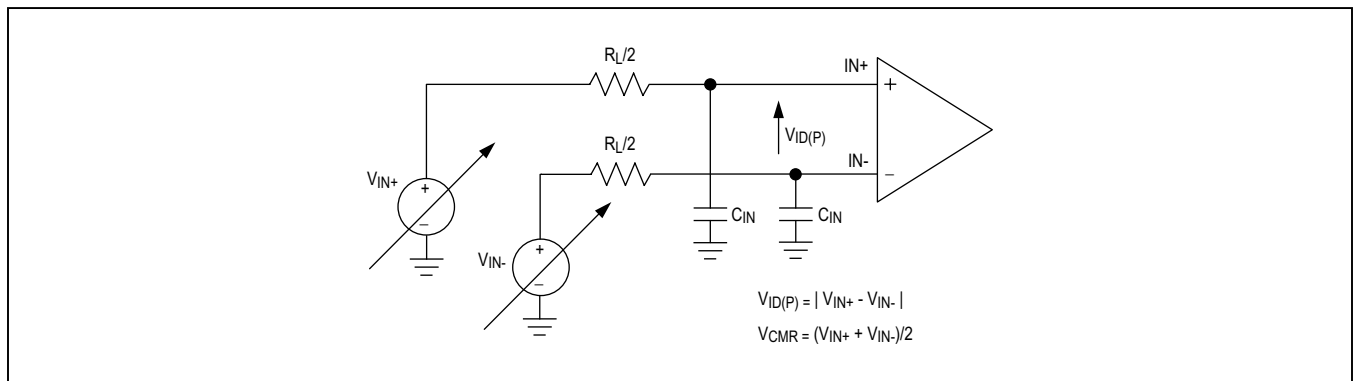 RL/2
IN+
+
VID(P)
RL/2
IN-
−
VIN+
+
−
CIN
CIN
VIN-
+
−
VID(P) = | VIN+ - VIN- |
VCMR = (VIN+ + VIN-)/2